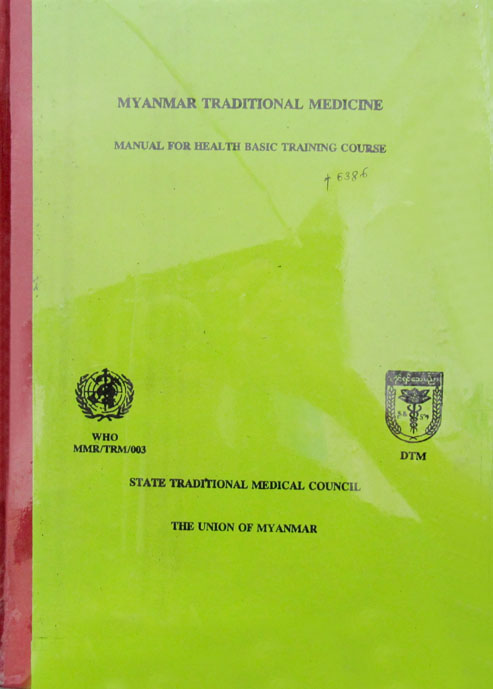 MYANMAR TRADITIONAL MEDICINE
MANUAL FOR HEALTH BASIC TRAINING COURSE
6386
WHO
MMR/TRM/003
DTM
STATE TRADITIONAL MEDICAL COUNCIL
THE UNION OF MYANMAR